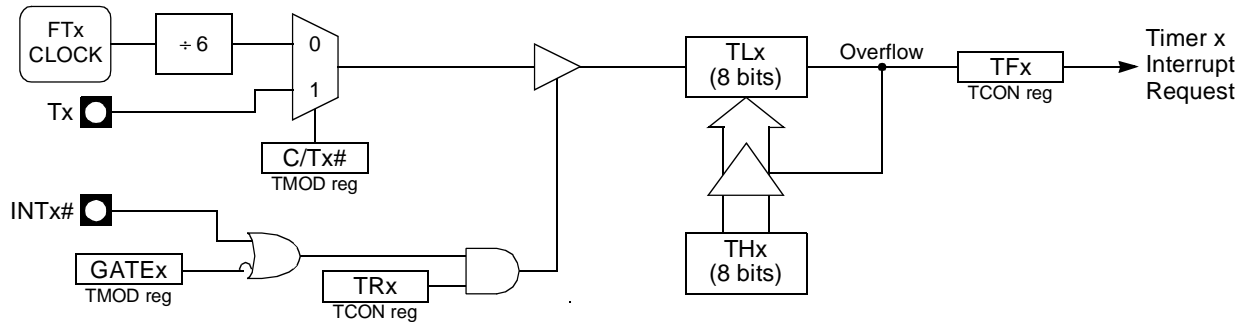 FTx
CLOCK
÷ 6
0
1
Tx
C/Tx#
TMOD reg
INTx#
GATEx
TMOD reg
TRx
TCON reg
TLx
(8 bits)
THx
(8 bits)
Overflow
TFx
TCON reg
Timer x
Interrupt
Request